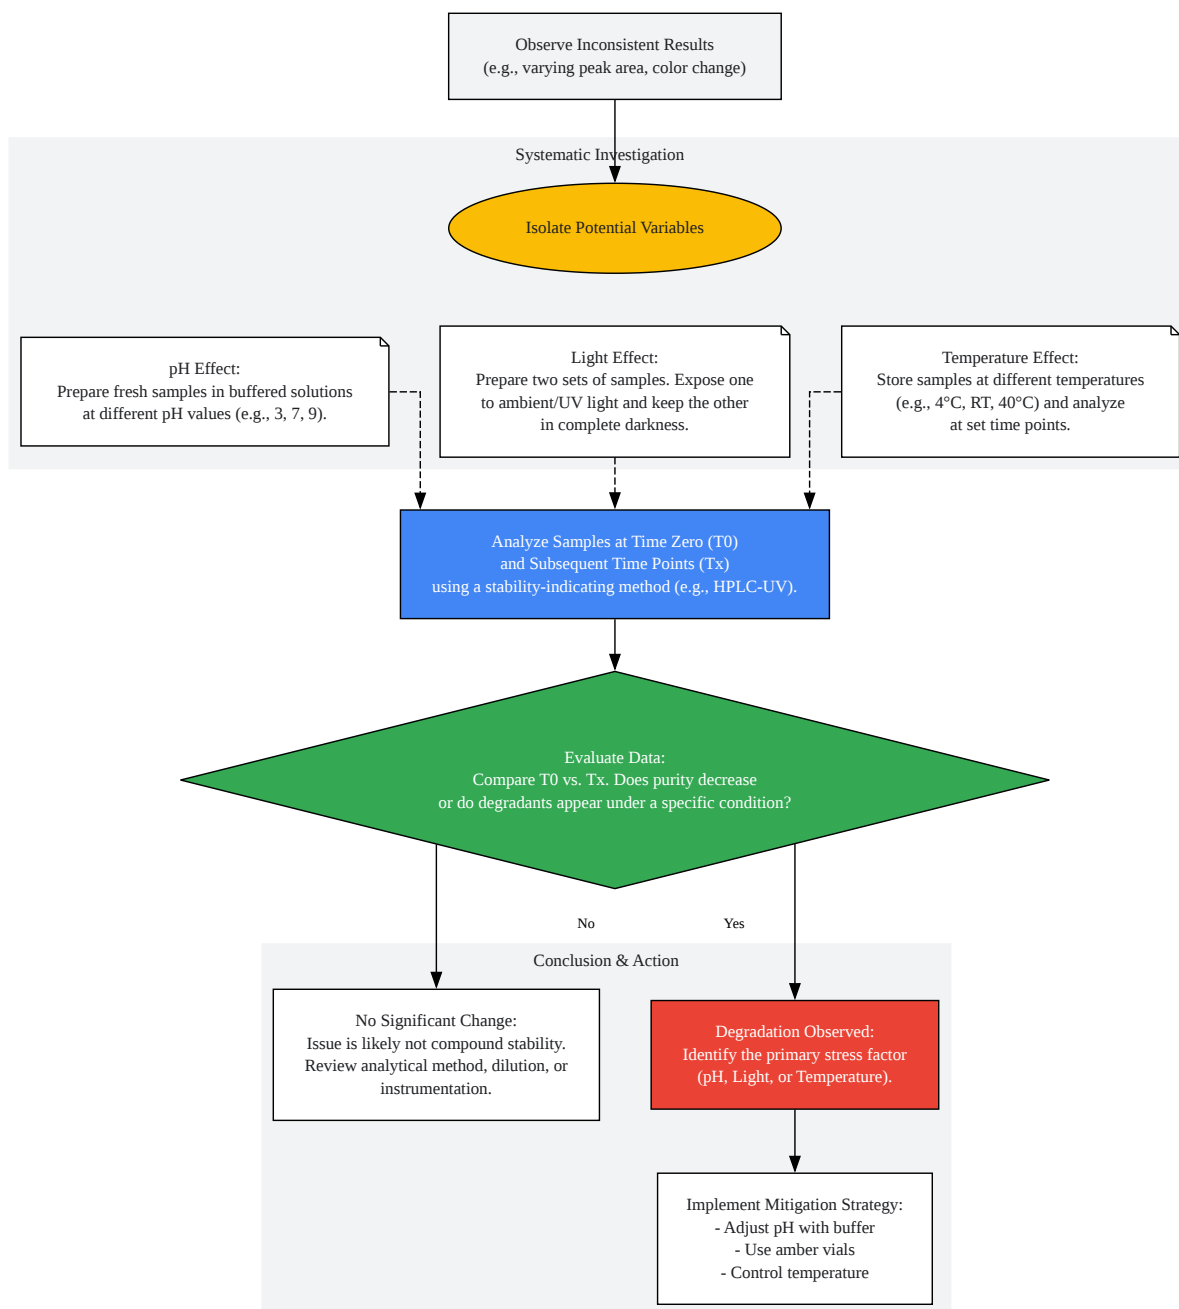 Observe Inconsistent Results
(e.g., varying peak area, color change)
Systematic Investigation
Isolate Potential Variables
pH Effect:
Prepare fresh samples in buffered solutions
at different pH values (e.g., 3, 7, 9).
Light Effect:
Prepare two sets of samples. Expose one
to ambient/UV light and keep the other
in complete darkness.
Temperature Effect:
Store samples at different temperatures
(e.g., 4°C, RT, 40°C) and analyze
at set time points.
Analyze Samples at Time Zero (T0)
and Subsequent Time Points (Tx)
using a stability-indicating method (e.g., HPLC-UV).
Evaluate Data:
Compare T0 vs. Tx. Does purity decrease
or do degradants appear under a specific condition?
No
Yes
Conclusion & Action
No Significant Change:
Issue is likely not compound stability.
Review analytical method, dilution, or
instrumentation.
Degradation Observed:
Identify the primary stress factor
(pH, Light, or Temperature).
Implement Mitigation Strategy:
- Adjust pH with buffer
- Use amber vials
- Control temperature